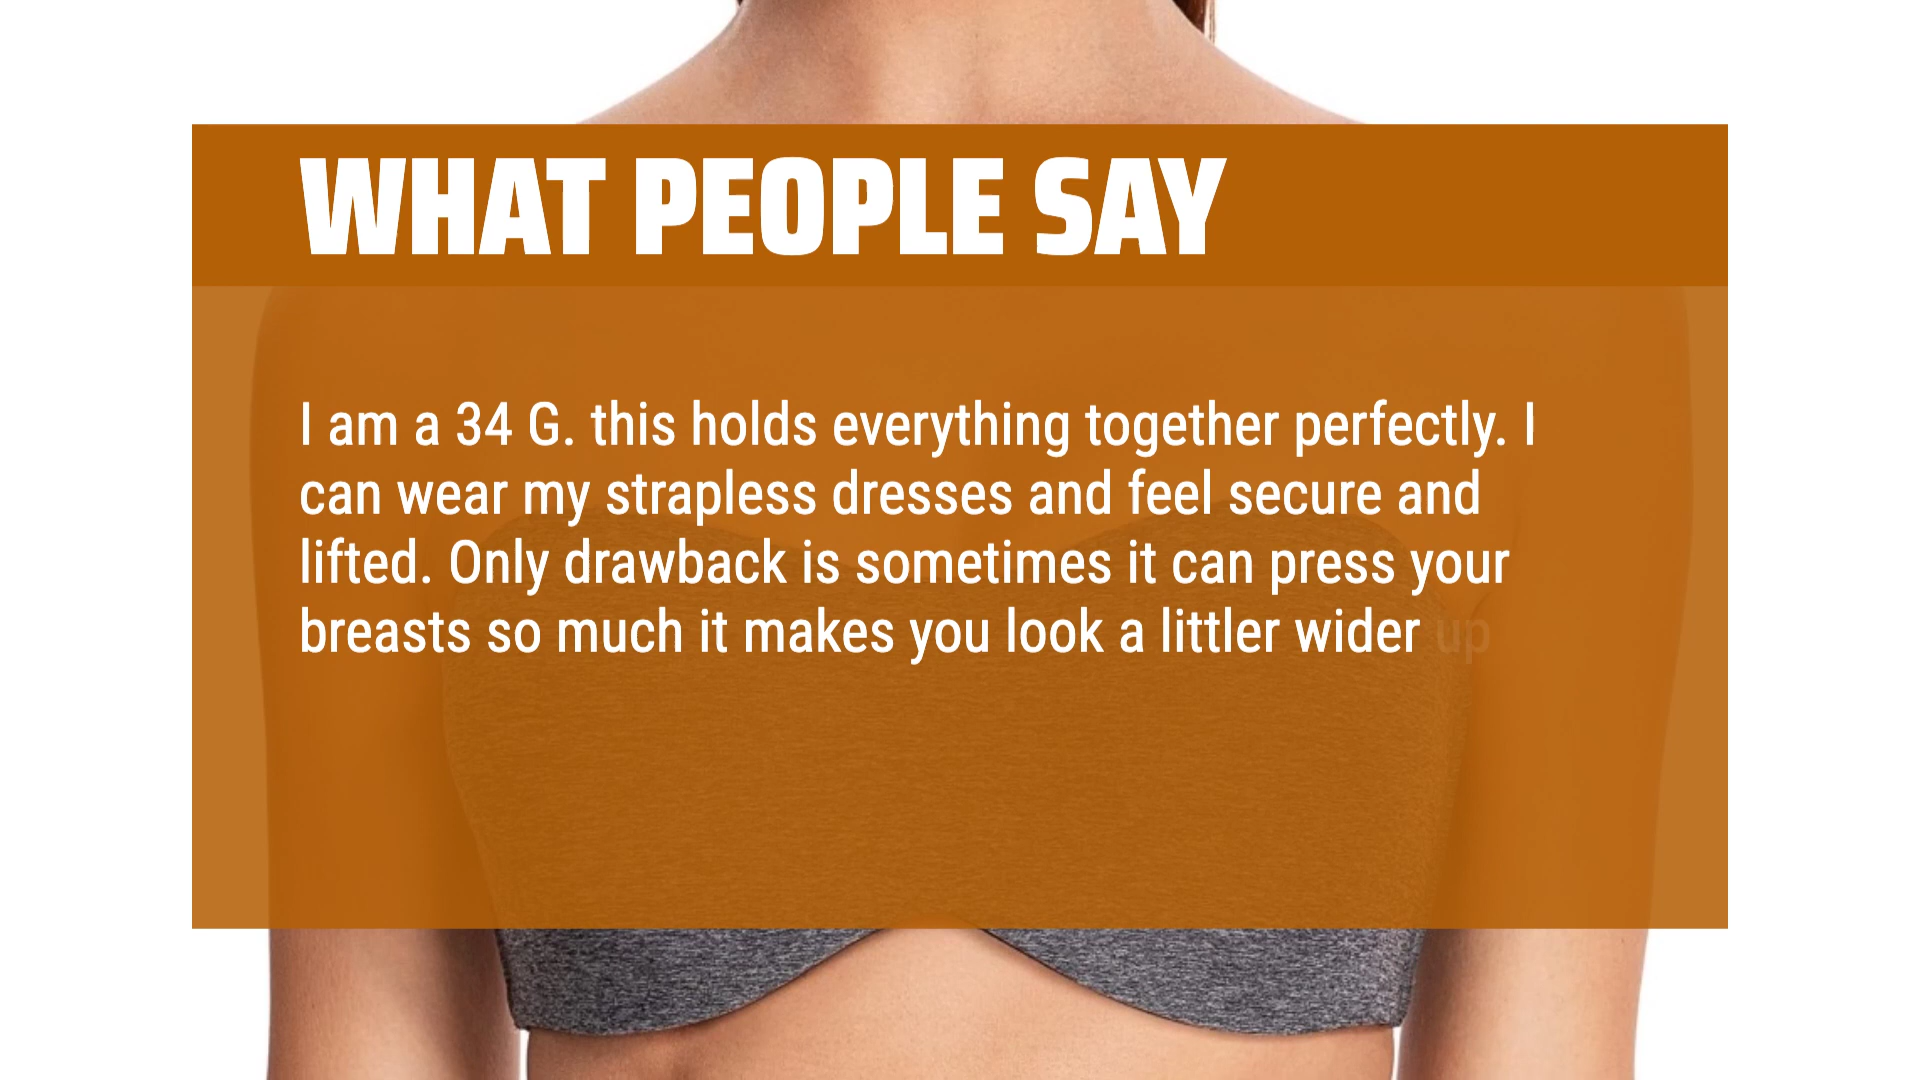 WHAT PEOPLE SAY
I am a 34 G. this holds everything together perfectly. I
can wear my strapless dresses and feel secure and
lifted. Only drawback is sometimes it can press your
breasts so much it makes you look a littler wider up